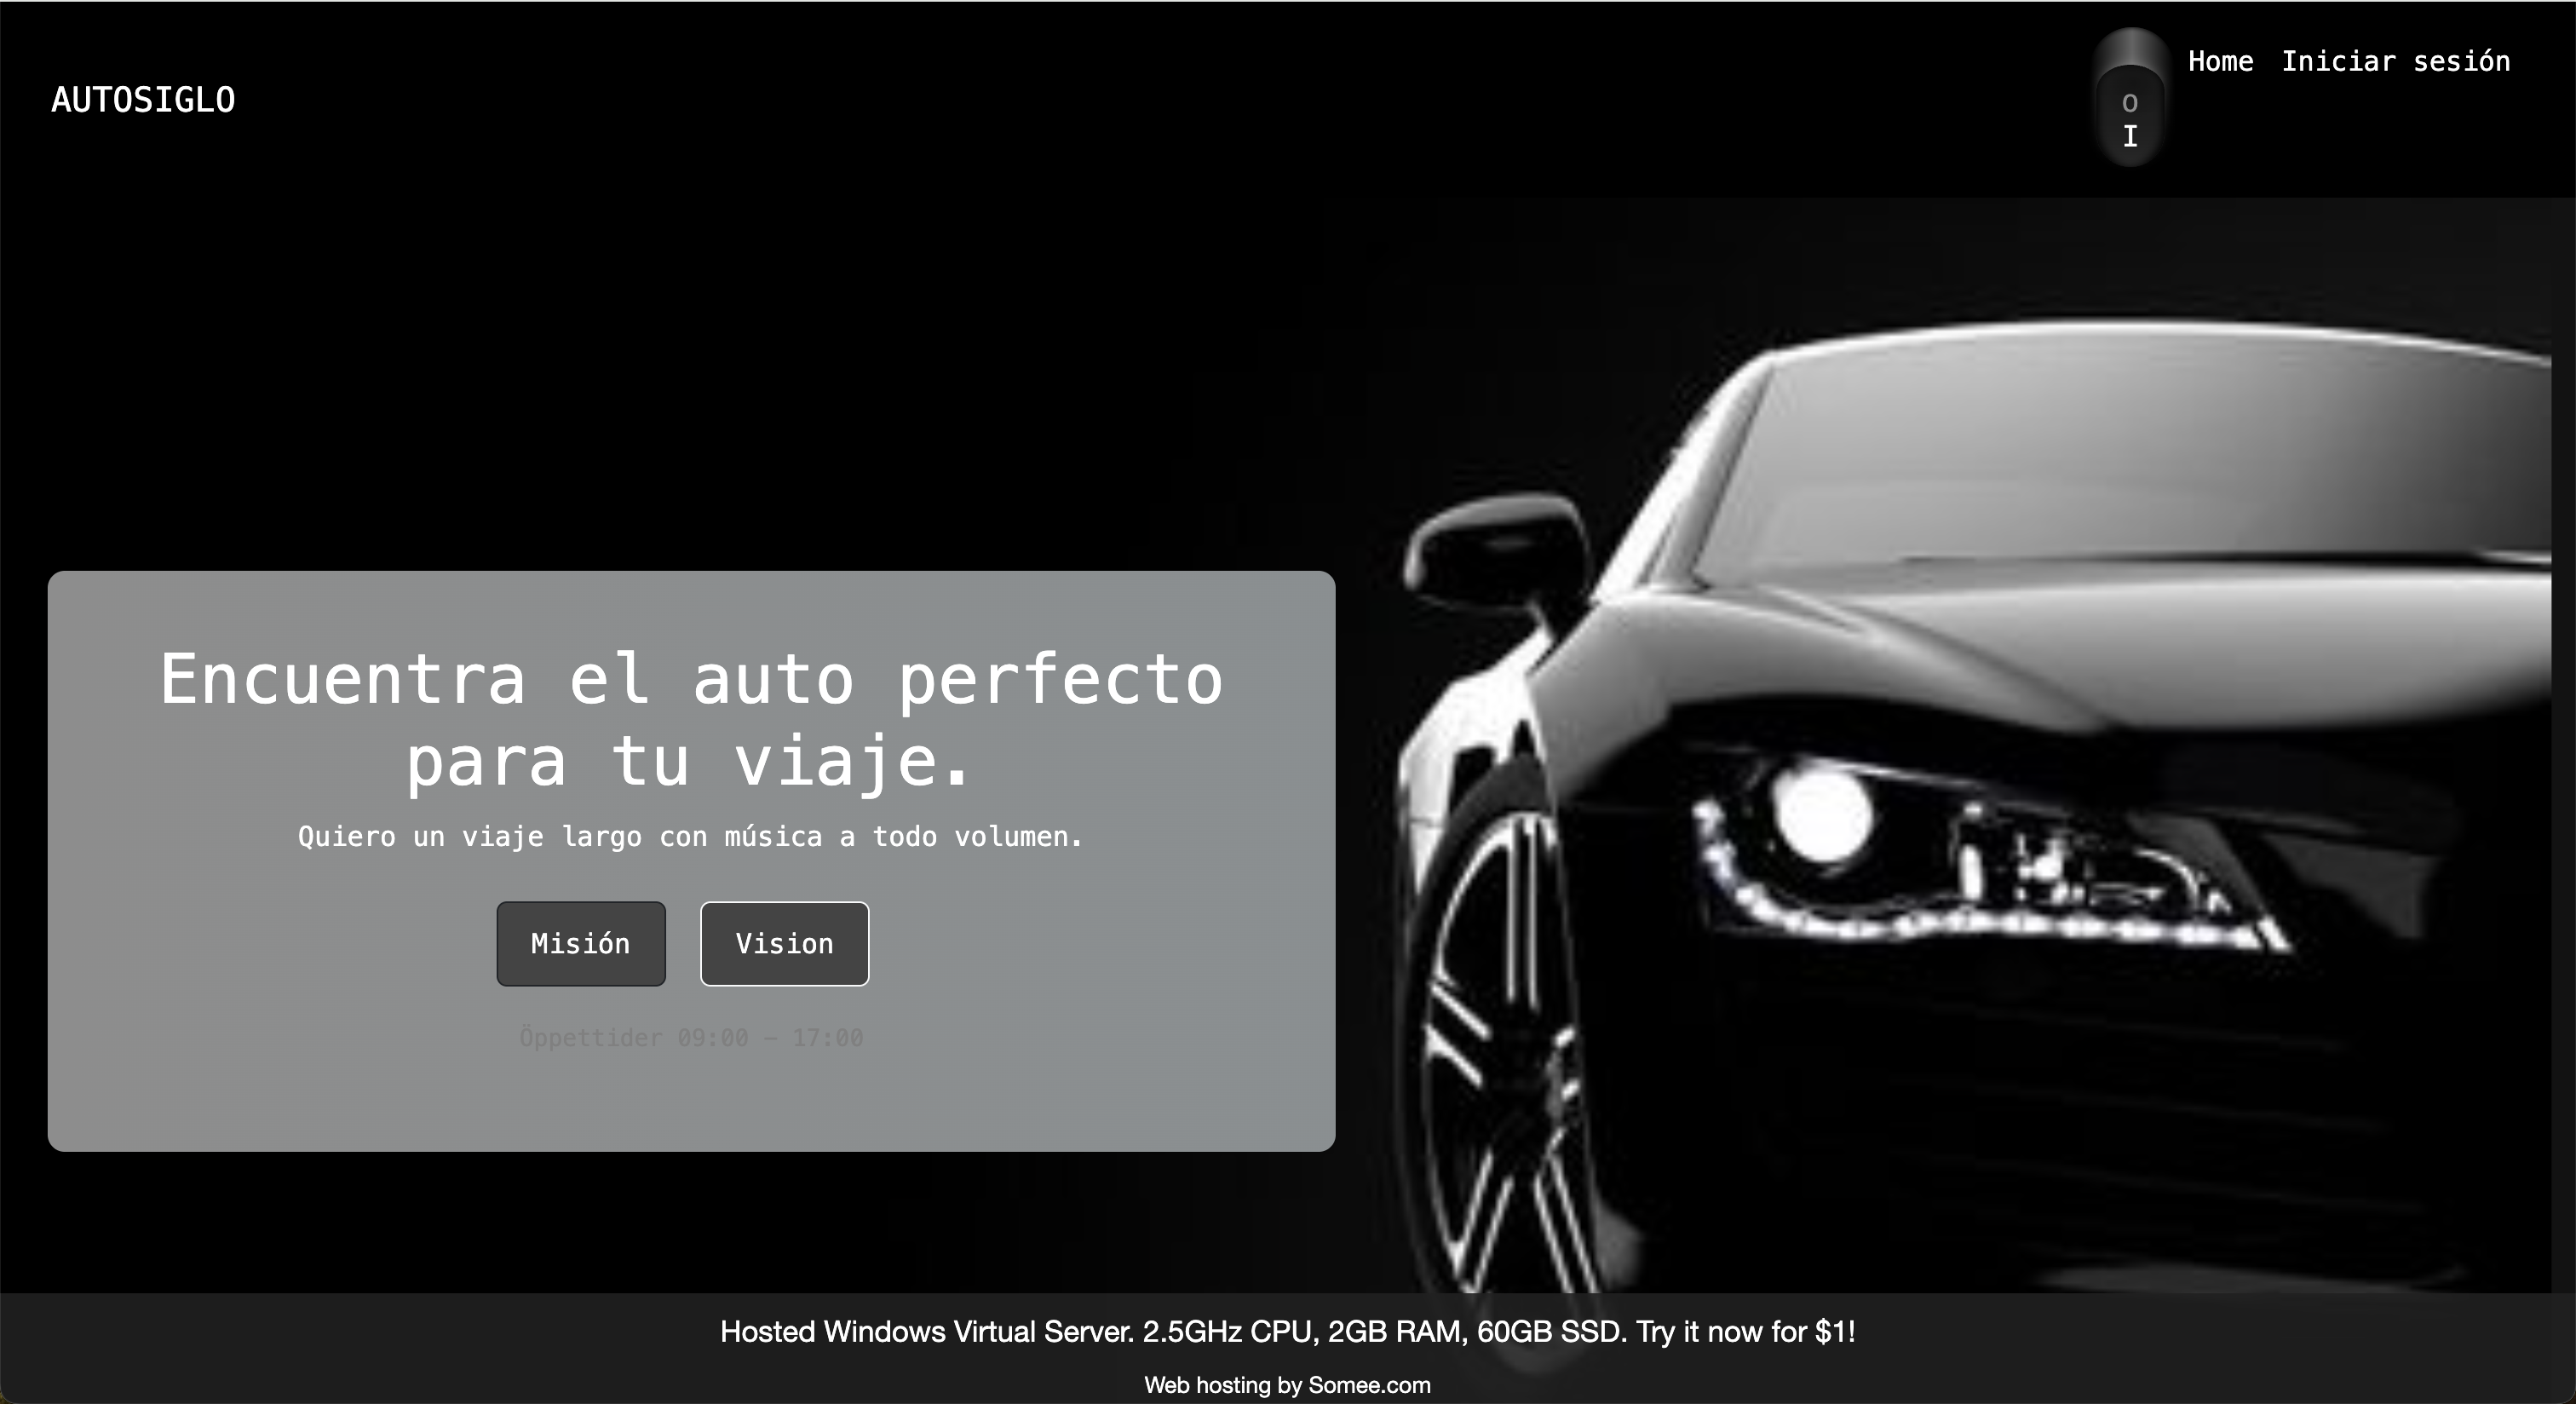 AUTOSIGLO
O
I
Home
Iniciar sesión
Encuentra el auto perfecto
para tu viaje.
Quiero un viaje largo con música a todo volumen.
Misión
Vision
Öppettider 09:00 – 17:00
Hosted Windows Virtual Server. 2.5GHz CPU, 2GB RAM, 60GB SSD. Try it now for $1!
Web hosting by Somee.com